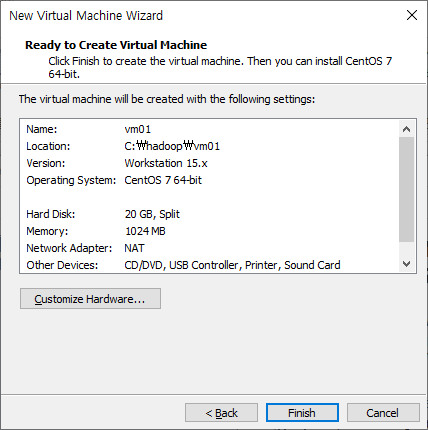 New Virtual Machine Wizard
Ready to Create Virtual Machine
Click Finish to create the virtual machine. Then you can install CentOS 7
64-bit.
The virtual machine will be created with the following settings:
Name: vm01
Location: C:₩hadoop₩vm01
Version: Workstation 15.x
Operating System: CentOS 7 64-bit
Hard Disk: 20 GB, Split
Memory: 1024 MB
Network Adapter: NAT
Other Devices: CD/DVD, USB Controller, Printer, Sound Card
Customize Hardware...
< Back Finish Cancel